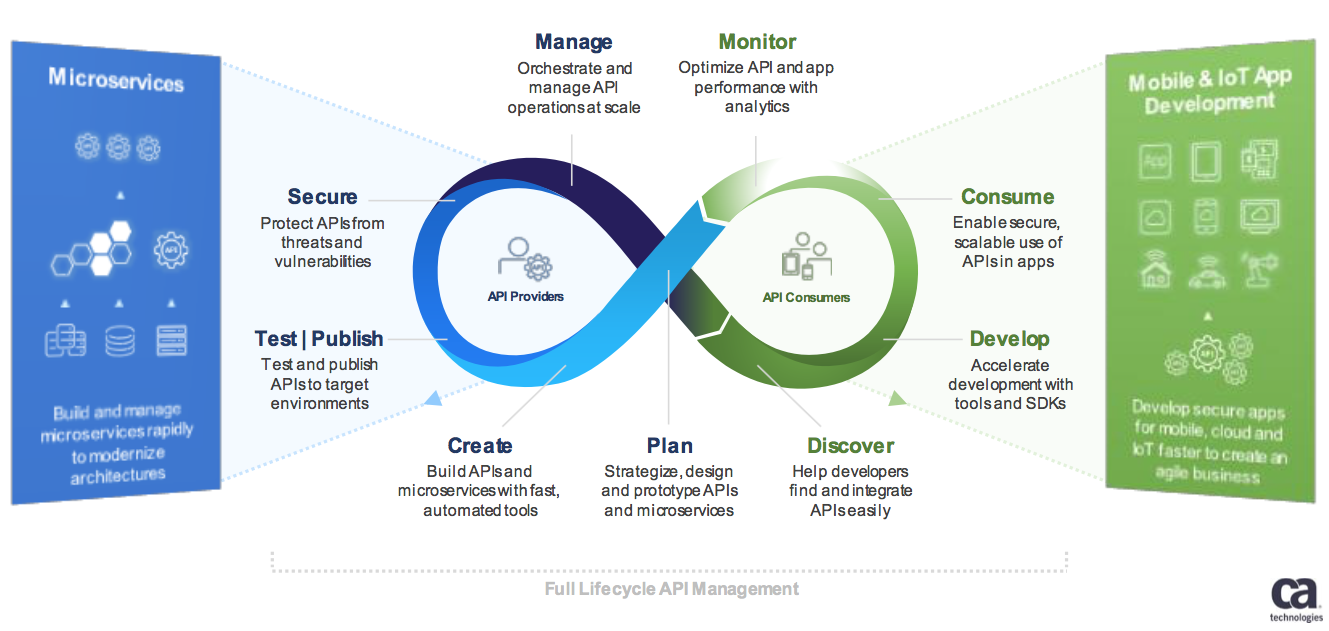 Microservices
Build and manage
microservices rapidly
to modernize
architectures
Manage
Orchestrate and
manage API
operations at scale
Monitor
Optimize API and app
performance with
analytics
Secure
Protect APIs from
threats and
vulnerabilities
API Providers
API Consumers
Consume
Enable secure,
scalable use of
APIs in apps
Test | Publish
Test and publish
APIs to target
environments
Develop
Accelerate
development with
tools and SDKs
Create
Build APIs and
microservices with fast,
automated tools
Plan
Strategize, design
and prototype APIs
and microservices
Discover
Help developers
find and integrate
APIs easily
Mobile & IoT App
Development
App
API
Develop secure apps
for mobile, cloud and
IoT faster to create an
agile business
Full Lifecycle API Management
ca
technologies